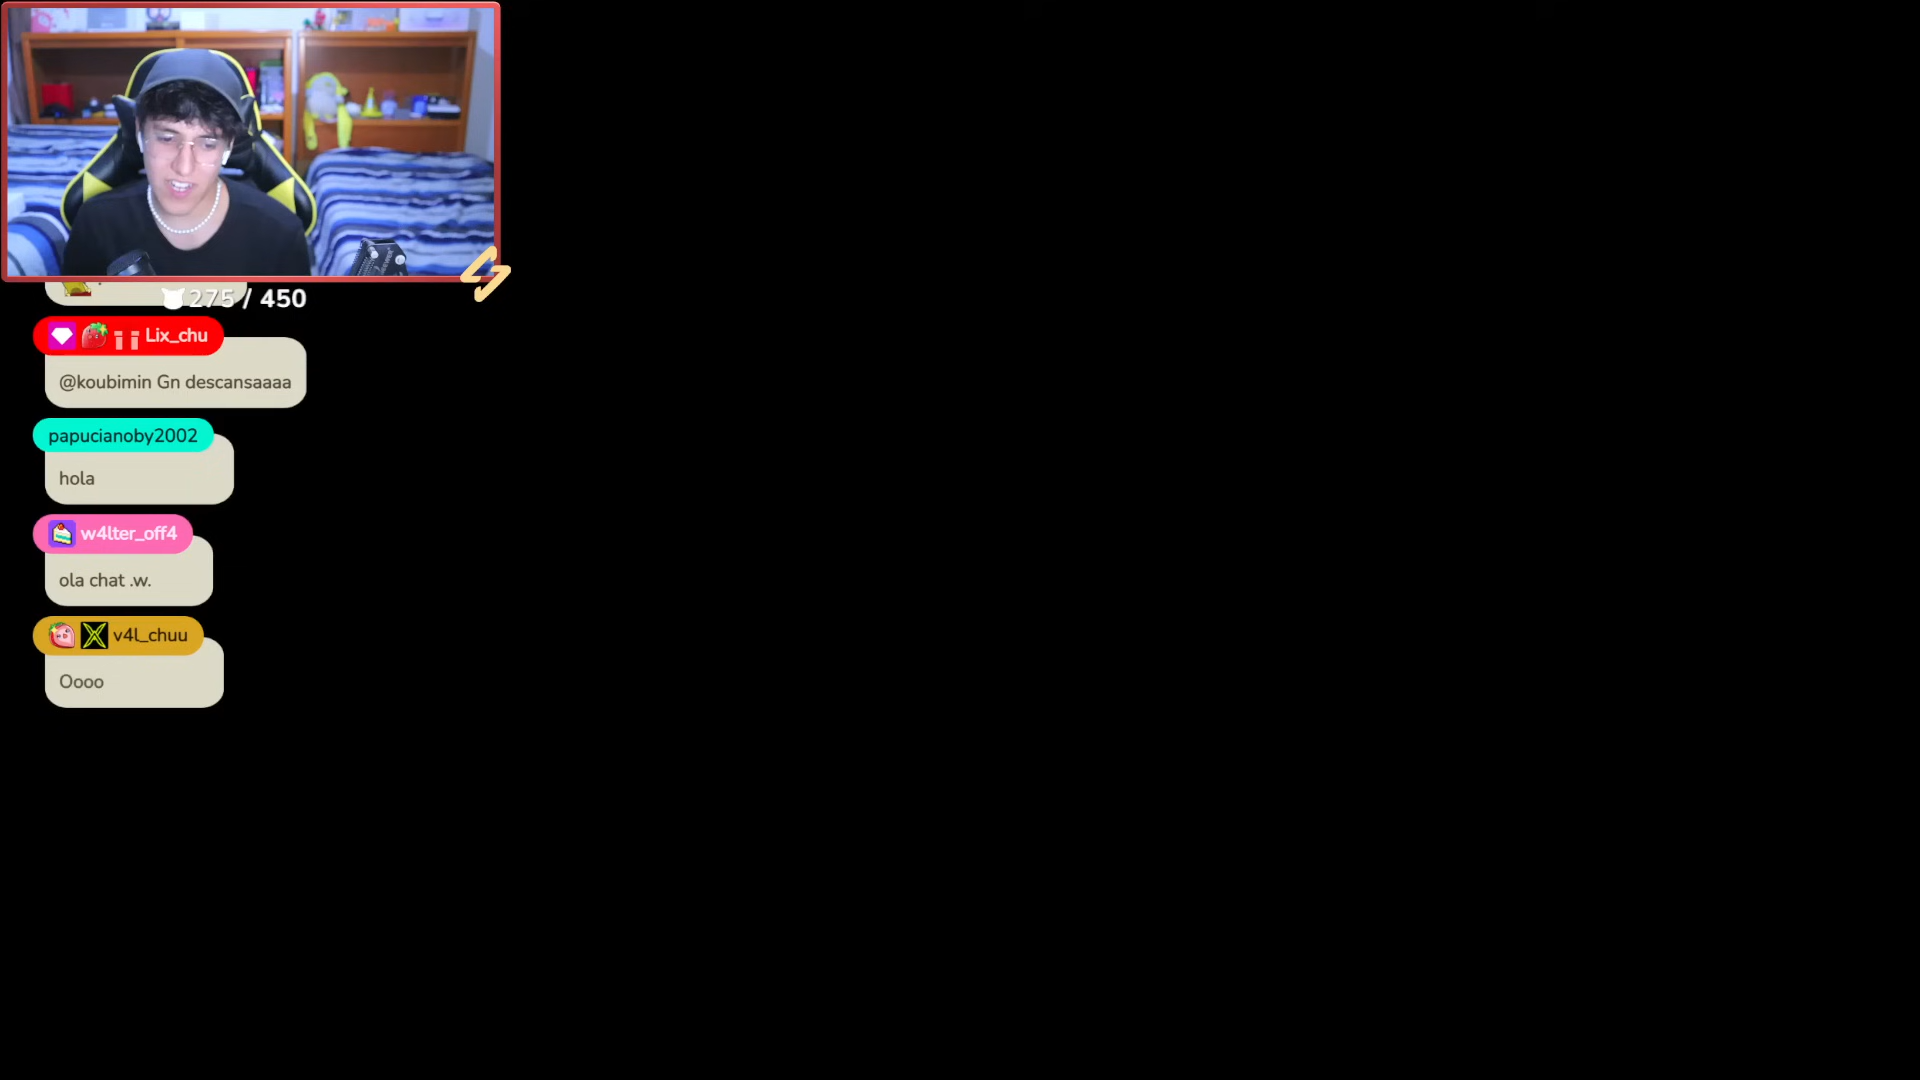 275 / 450
Lix_chu
@koubimin Gn descansaaaa
papucianoby2002
hola
w4lter_off4
ola chat .w.
v4l_chuu
Oooo